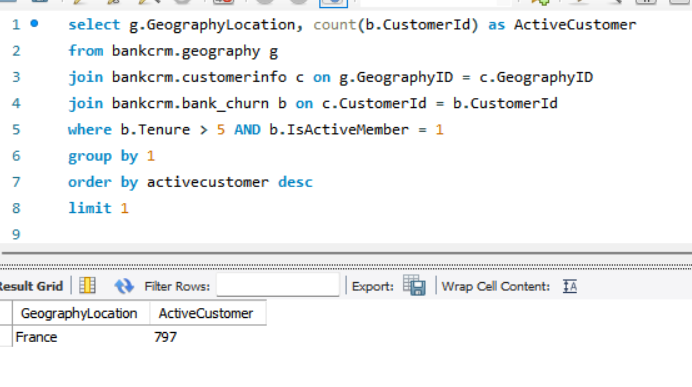 1 select g.GeographyLocation, count(b.CustomerId) as ActiveCustomer
2 from bankcrm.geography g
3 join bankcrm.customerinfo c on g.GeographyID = c.GeographyID
4 join bankcrm.bank_churn b on c.CustomerId = b.CustomerId
5 where b.Tenure > 5 AND b.IsActiveMember = 1
6 group by 1
7 order by activecustomer desc
8 limit 1
9
Result Grid Filter Rows: Export: Wrap Cell Content:
GeographyLocation ActiveCustomer
France 797